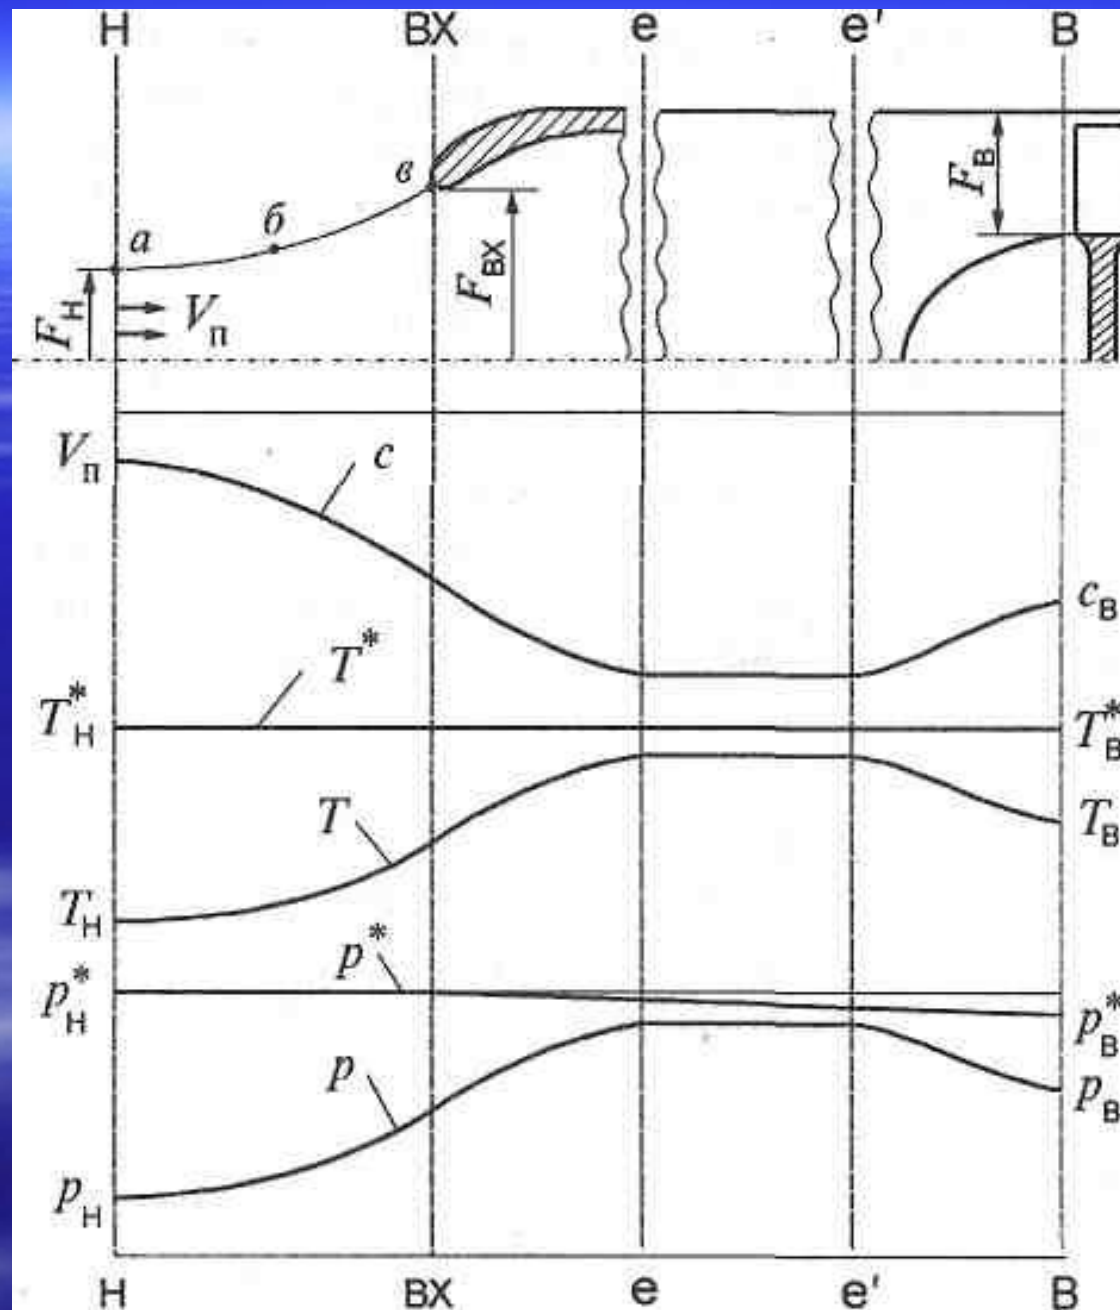 Н ВХ е е' В
в
б
а
F_Н
V_п
F_ВХ
F_В
V_п
c
c_В
T*
T*_Н
T*_В
T
T_В
T_Н
p*
p*_Н
p*_В
p
p_В
p_Н
Н ВХ е е' В